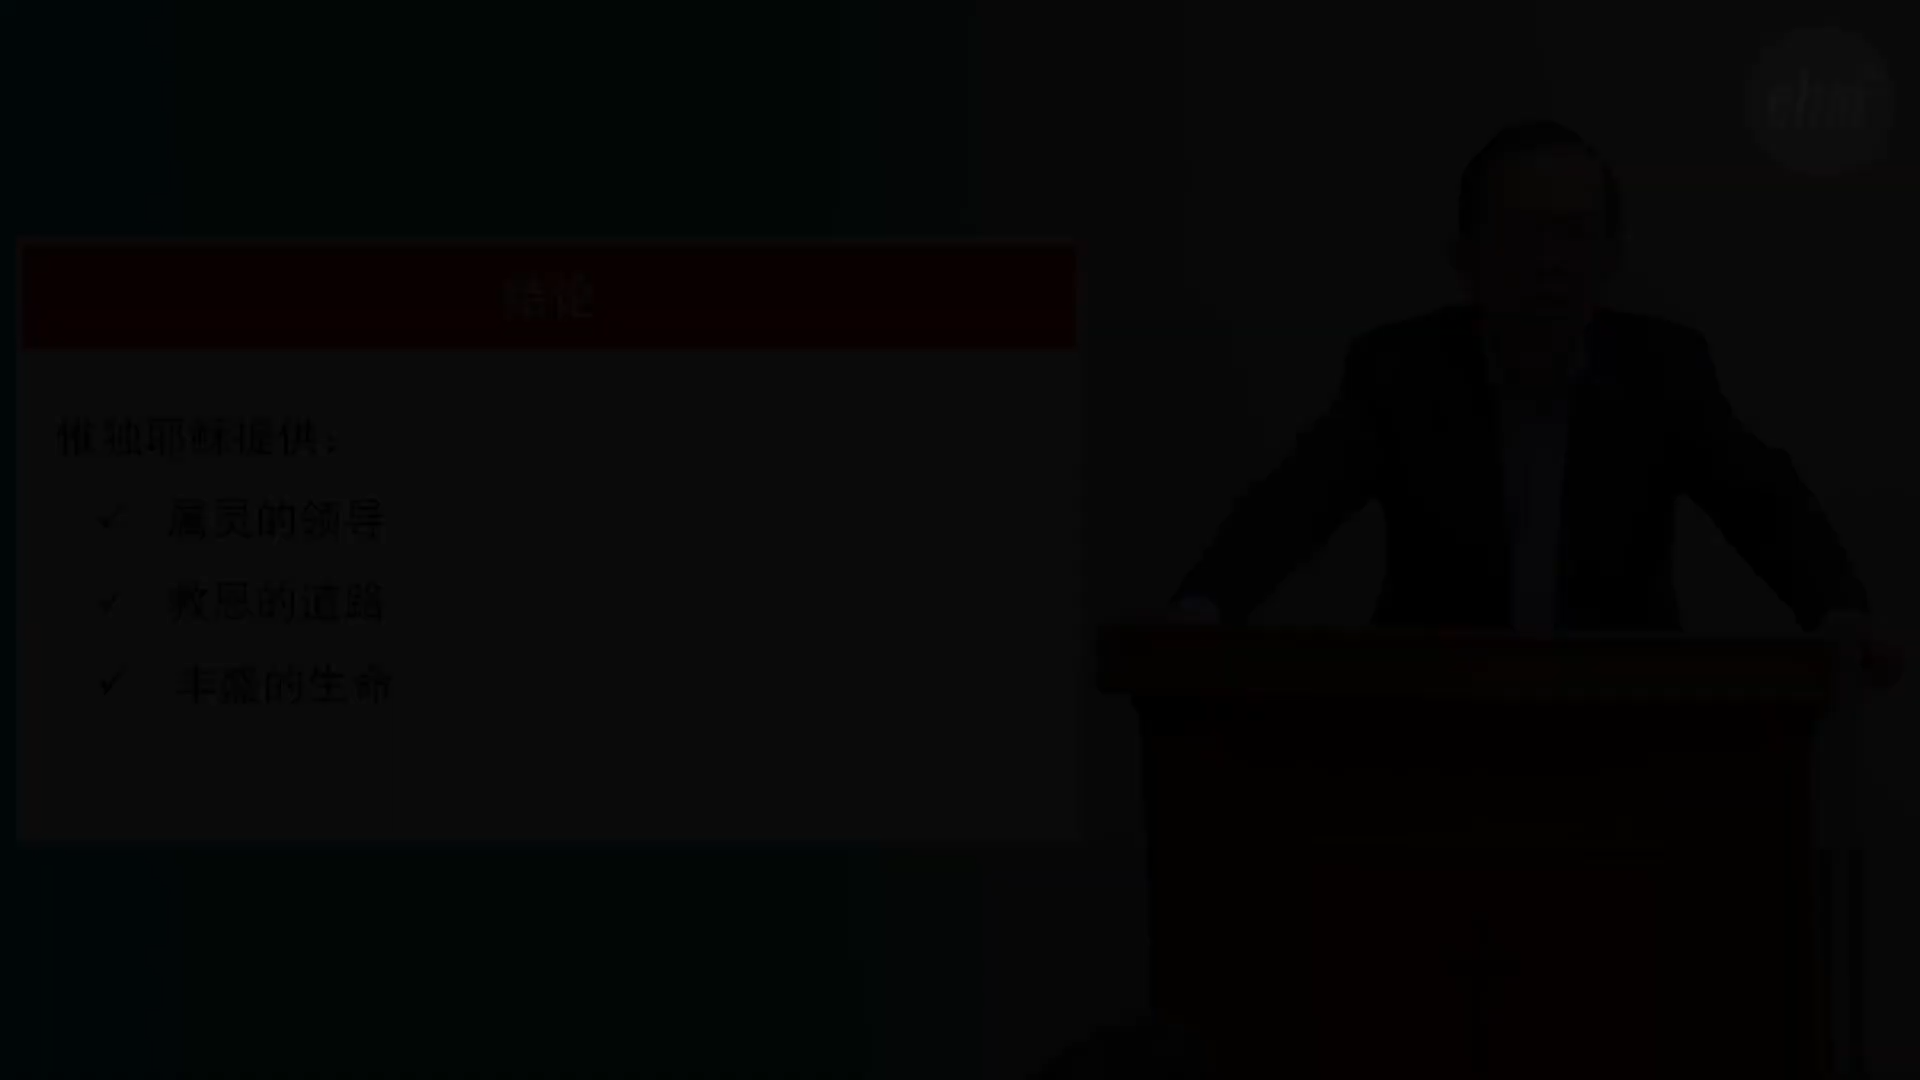 结论
惟独耶稣提供：
✓ 属灵的领导
✓ 救恩的道路
✓ 丰盛的生命